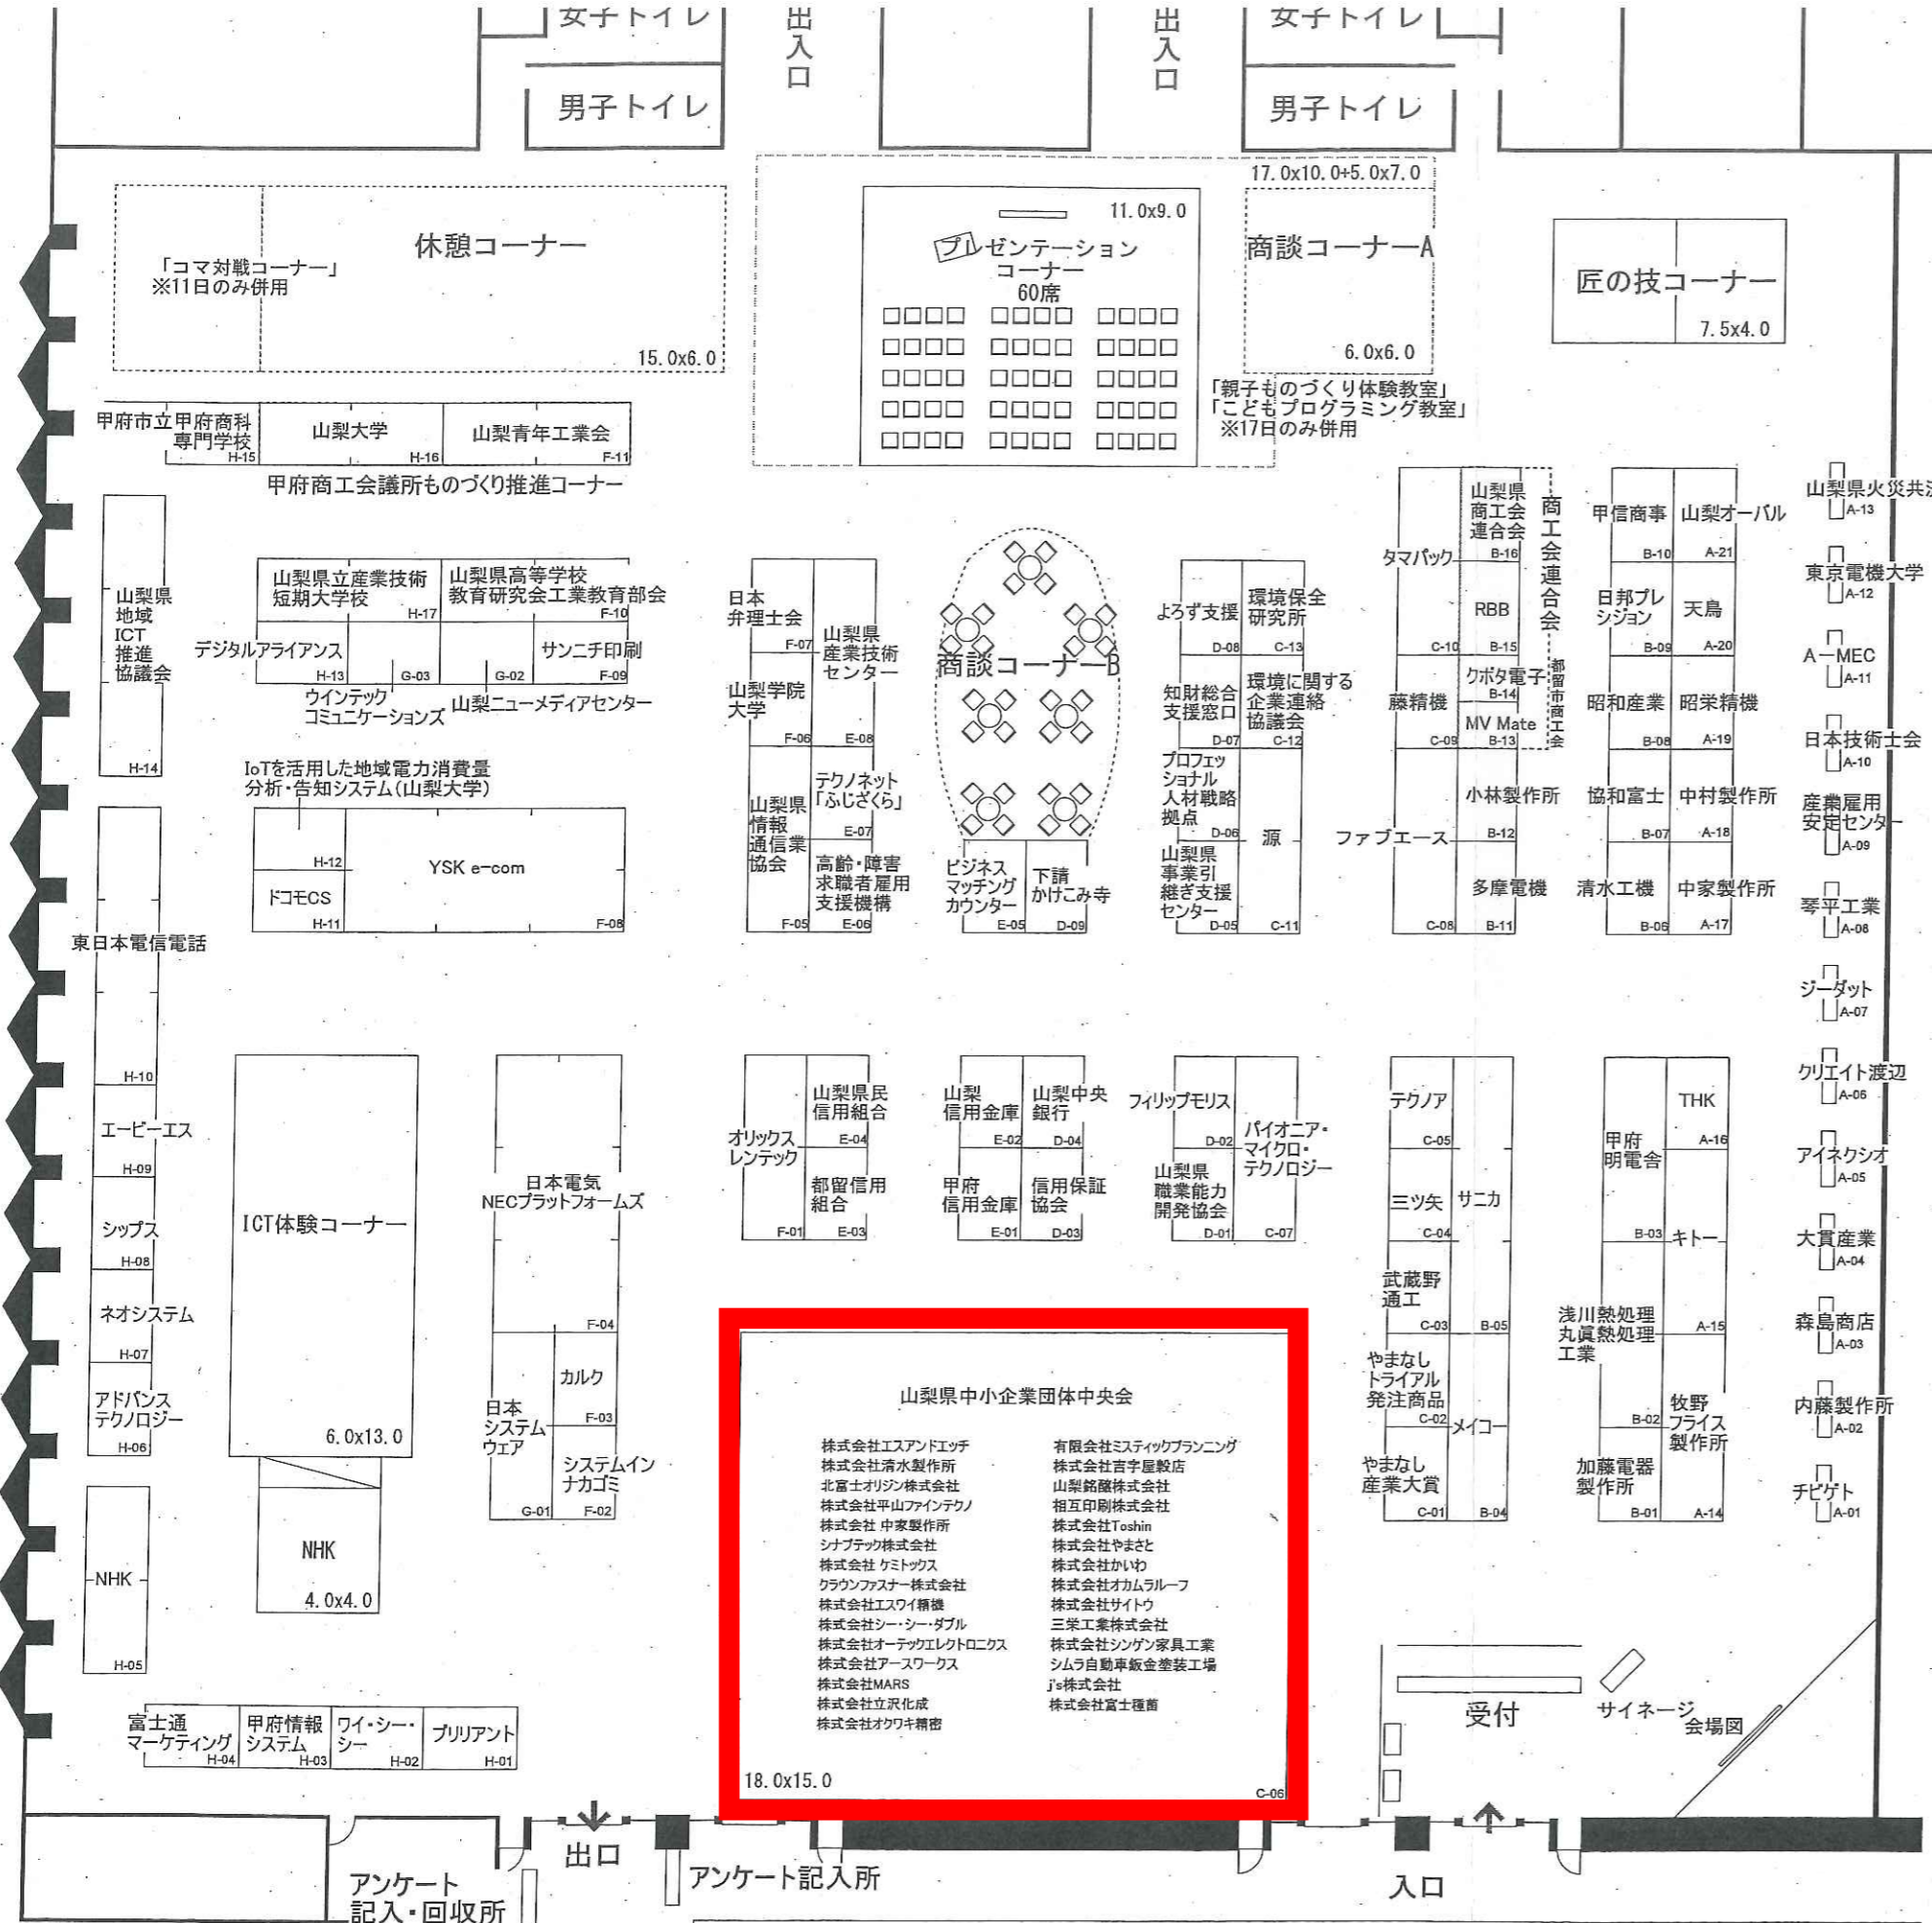 女子トイレ
出入口
出入口
女子トイレ
男子トイレ
男子トイレ
17.0x10.0+5.0x7.0
11.0x9.0
休憩コーナー
「コマ対戦コーナー」
※11日のみ併用
15.0x6.0
プレゼンテーション
コーナー
60席
商談コーナーA
6.0x6.0
匠の技コーナー
7.5x4.0
「親子ものづくり体験教室」
「こどもプログラミング教室」
※17日のみ併用
甲府市立甲府商科
専門学校
H-15
山梨大学
H-16
山梨青年工業会
F-11
甲府商工会議所ものづくり推進コーナー
山梨県
地域
ICT
推進
協議会
H-14
山梨県立産業技術
短期大学校
H-17
山梨県高等学校
教育研究会工業教育部会
F-10
デジタルアライアンス
H-13
G-03
G-02
サンニチ印刷
F-09
ウインテック
コミュニケーションズ
山梨ニューメディアセンター
IoTを活用した地域電力消費量
分析・告知システム(山梨大学)
H-12
ドコモCS
H-11
YSK e-com
F-08
日本
弁理士会
F-07
山梨県
産業技術
センター
E-08
山梨学院
大学
F-06
テクノネット
「ふじざくら」
E-07
山梨県
情報
通信業
協会
F-05
高齢・障害
求職者雇用
支援機構
E-06
商談コーナーB
ビジネス
マッチング
カウンター
E-05
下請
かけこみ寺
D-09
よろず支援
D-08
環境保全
研究所
C-13
知財総合
支援窓口
D-07
環境に関する
企業連絡
協議会
C-12
プロフェッ
ショナル
人材戦略
拠点
D-06
源
C-11
山梨県
事業引
継ぎ支援
センター
D-05
タマパック
C-10
山梨県
商工会
連合会
B-16
商工会連合会
RBB
B-15
クボタ電子
B-14
都留市商工会
藤精機
C-09
MV Mate
B-13
小林製作所
B-12
ファブエース
C-08
多摩電機
B-11
甲信商事
B-10
山梨オーバル
A-21
日邦プレ
シジョン
B-09
天鳥
A-20
昭和産業
B-08
昭栄精機
A-19
協和富士
B-07
中村製作所
A-18
清水工機
B-06
中家製作所
A-17
山梨県火災共済
A-13
東京電機大学
A-12
A-MEC
A-11
日本技術士会
A-10
産業雇用
安定センター
A-09
琴平工業
A-08
ジーダット
A-07
クリエイト渡辺
A-06
アイネクシオ
A-05
大貫産業
A-04
森島商店
A-03
内藤製作所
A-02
チビゲト
A-01
東日本電信電話
H-10
エービーエス
H-09
シップス
H-08
ネオシステム
H-07
アドバンス
テクノロジー
H-06
NHK
H-05
ICT体験コーナー
6.0x13.0
NHK
4.0x4.0
日本電気
NECプラットフォームズ
F-04
日本
システム
ウェア
G-01
カルク
F-03
システムイン
ナカゴミ
F-02
オリックス
レンテック
F-01
山梨県民
信用組合
E-04
都留信用
組合
E-03
山梨
信用金庫
E-02
山梨中央
銀行
D-04
甲府
信用金庫
E-01
信用保証
協会
D-03
フィリップモリス
D-02
パイオニア・
マイクロ・
テクノロジー
C-07
山梨県
職業能力
開発協会
D-01
テクノア
C-05
三ツ矢
C-04
サニカ
B-05
武蔵野
通工
C-03
やまなし
トライアル
発注商品
C-02
メイコー
B-04
やまなし
産業大賞
C-01
甲府
明電舎
B-03
THK
A-16
キトー
A-15
浅川熱処理
丸眞熱処理
工業
B-02
牧野
フライス
製作所
A-14
加藤電器
製作所
B-01
山梨県中小企業団体中央会
株式会社エスアンドエッチ
株式会社清水製作所
北富士オリジン株式会社
株式会社平山ファインテクノ
株式会社 中家製作所
シナプテック株式会社
株式会社 ケミトックス
クラウンファスナー株式会社
株式会社エスワイ精機
株式会社シー・シー・ダブル
株式会社オーテックエレクトロニクス
株式会社アースワークス
株式会社MARS
株式会社立沢化成
株式会社オクワキ精密
有限会社ミスティックプランニング
株式会社吉字屋穀店
山梨銘醸株式会社
相互印刷株式会社
株式会社Toshin
株式会社やまさと
株式会社かいわ
株式会社オカムラルーフ
株式会社サイトウ
三栄工業株式会社
株式会社シンゲン家具工業
シムラ自動車鈑金塗装工場
j's株式会社
株式会社富士種菌
18.0x15.0
C-06
富士通
マーケティング
H-04
甲府情報
システム
H-03
ワイ・シー・
シー
H-02
ブリリアント
H-01
受付
サイネージ
会場図
出口
アンケート
記入・回収所
アンケート記入所
入口